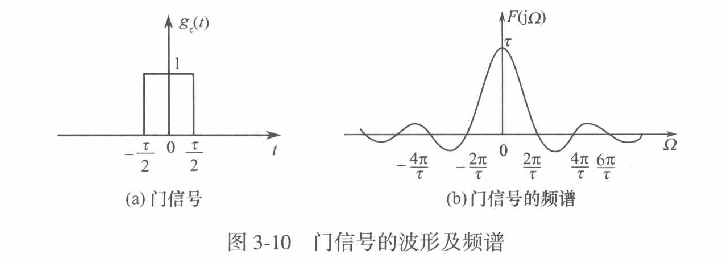 g_τ(t)
1
-τ/2 0 τ/2 t
(a) 门信号
F(jΩ)
τ
-4π/τ -2π/τ 0 2π/τ 4π/τ 6π/τ Ω
(b) 门信号的频谱
图 3-10 门信号的波形及频谱